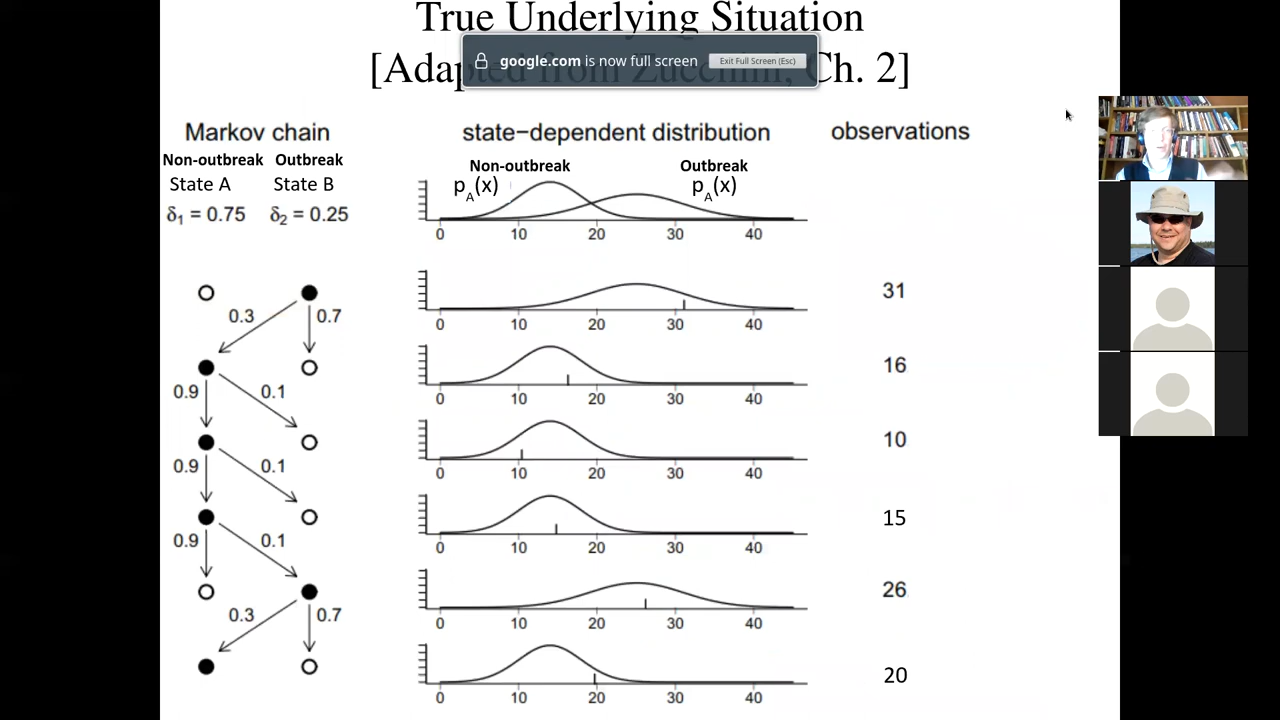 True Underlying Situation
[Adapted from Zucchini, Ch. 2]
google.com is now full screen Exit Full Screen (Esc)
Markov chain state−dependent distribution observations
Non-outbreak Outbreak Non-outbreak Outbreak
State A State B pA(x) pA(x)
δ1 = 0.75 δ2 = 0.25
0 10 20 30 40
31
0.3 0.7
0 10 20 30 40
16
0.9 0.1
0 10 20 30 40
10
0.9 0.1
0 10 20 30 40
15
0.9 0.1
0 10 20 30 40
26
0.3 0.7
0 10 20 30 40
20
0 10 20 30 40